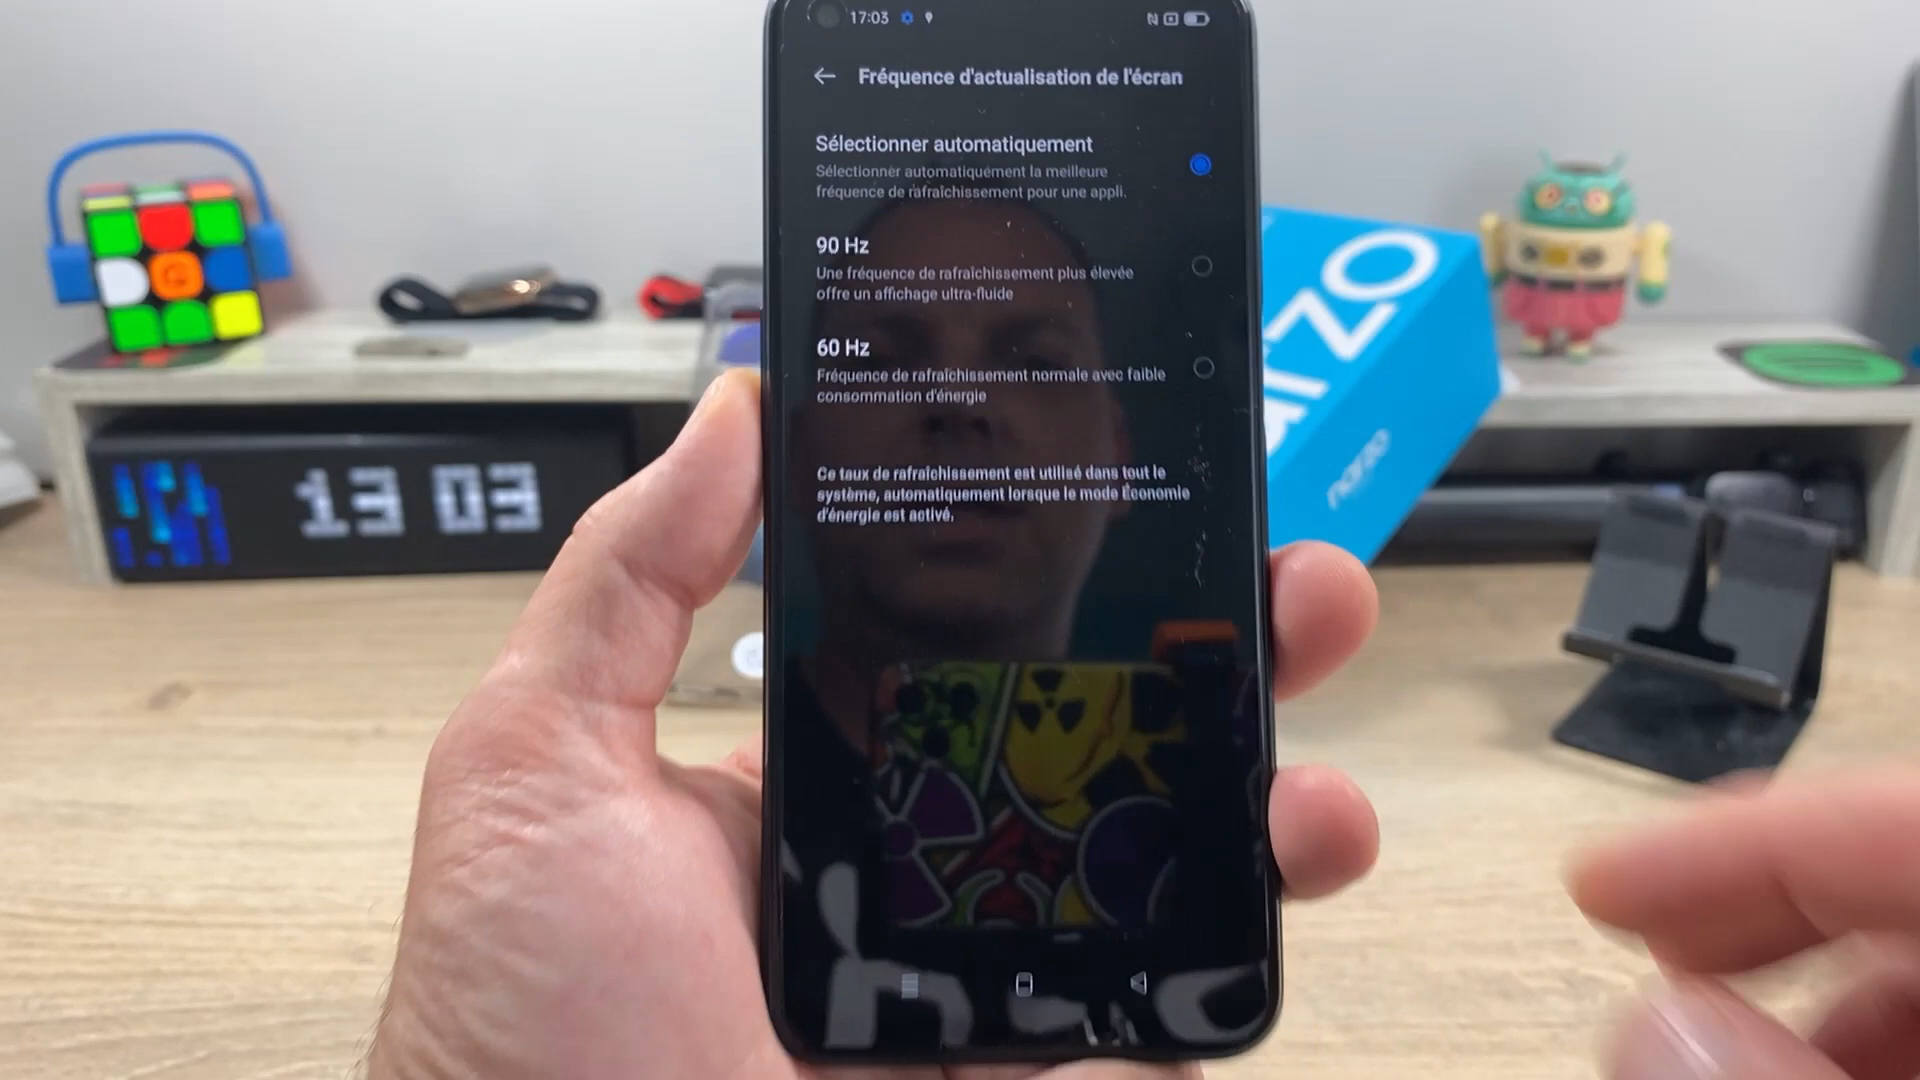 17:03
Fréquence d'actualisation de l'écran
Sélectionner automatiquement
Sélectionner automatiquement la meilleure
fréquence de rafraîchissement pour une appli.
90 Hz
Une fréquence de rafraîchissement plus élevée
offre un affichage ultra-fluide
60 Hz
Fréquence de rafraîchissement normale avec faible
consommation d'énergie
Ce taux de rafraîchissement est utilisé dans tout le
système, automatiquement lorsque le mode Économie
d'énergie est activé.
13 03
narzo